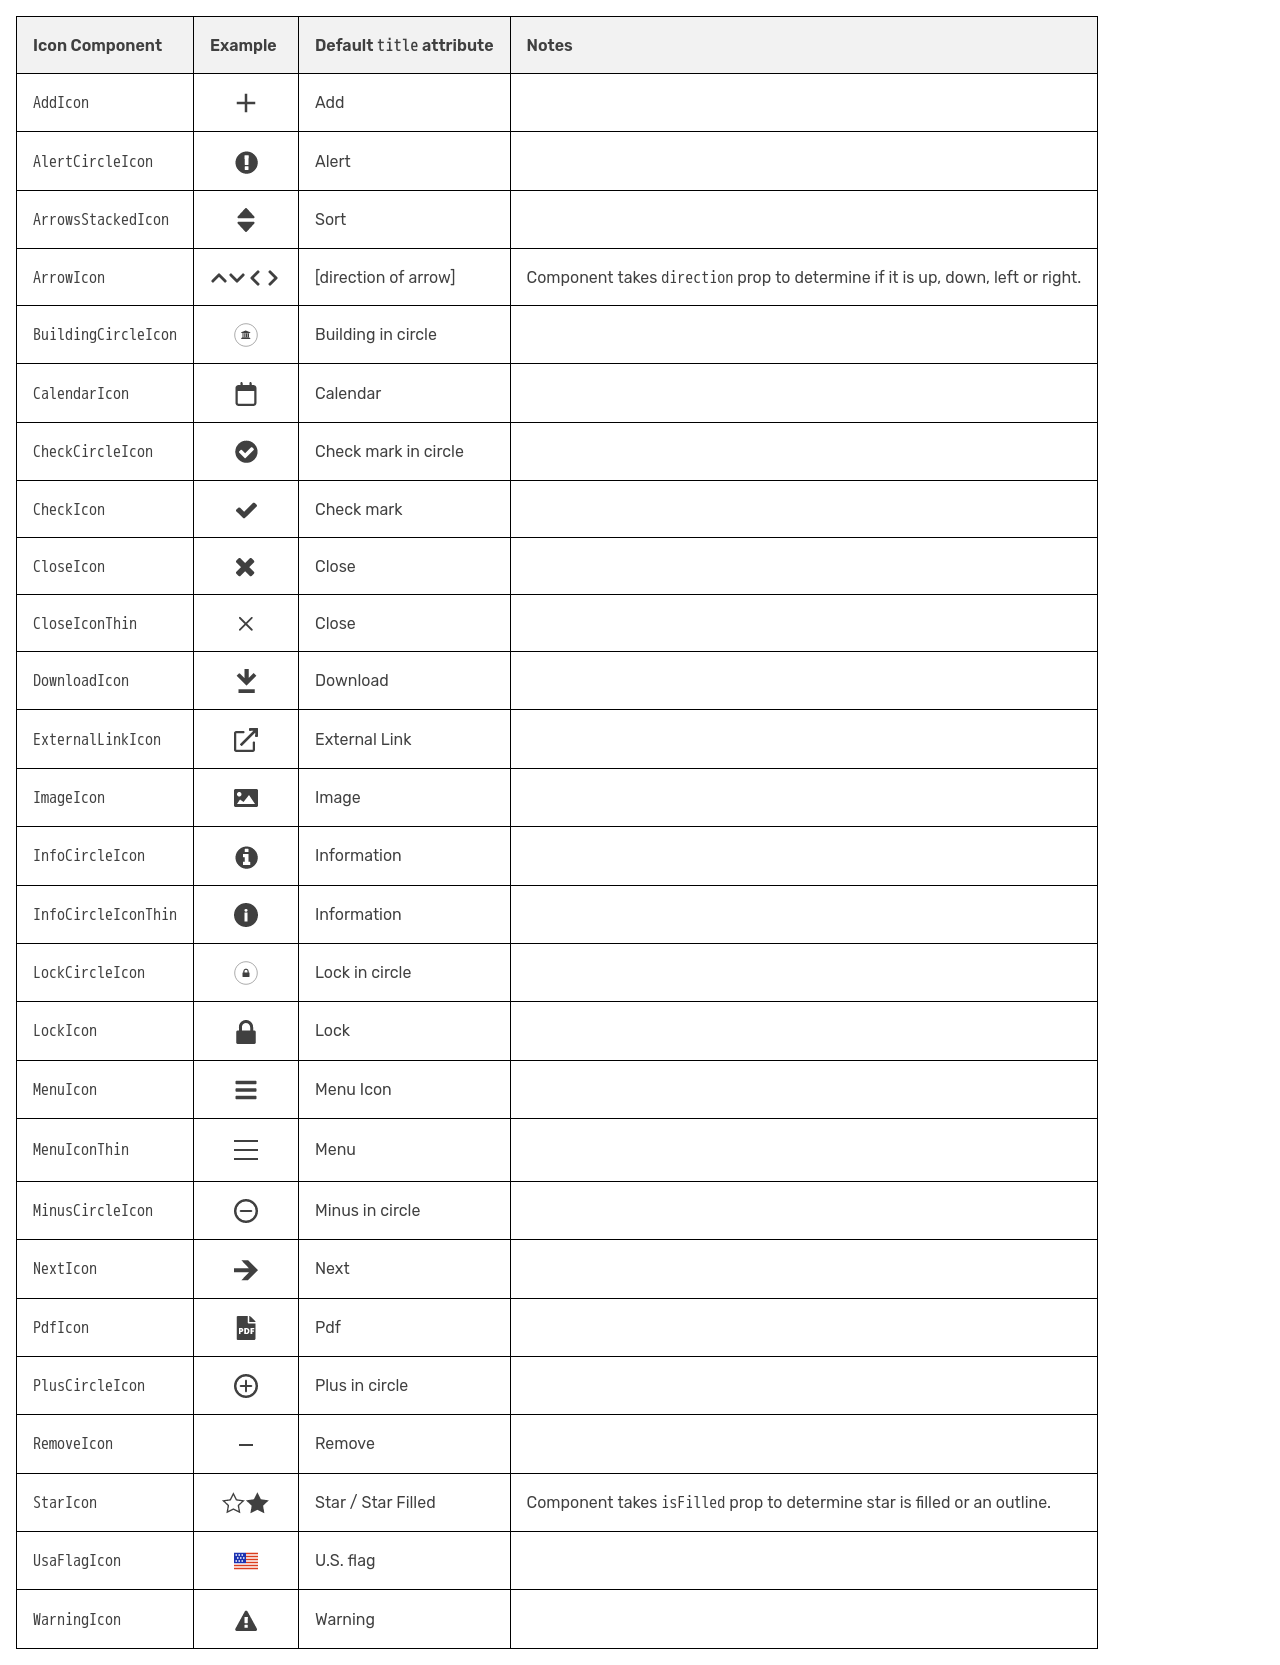 Icon Component Example Default title attribute Notes
AddIcon Add
AlertCircleIcon Alert
ArrowsStackedIcon Sort
ArrowIcon [direction of arrow] Component takes direction prop to determine if it is up, down, left or right.
BuildingCircleIcon Building in circle
CalendarIcon Calendar
CheckCircleIcon Check mark in circle
CheckIcon Check mark
CloseIcon Close
CloseIconThin Close
DownloadIcon Download
ExternalLinkIcon External Link
ImageIcon Image
InfoCircleIcon Information
InfoCircleIconThin Information
LockCircleIcon Lock in circle
LockIcon Lock
MenuIcon Menu Icon
MenuIconThin Menu
MinusCircleIcon Minus in circle
NextIcon Next
PdfIcon PDF Pdf
PlusCircleIcon Plus in circle
RemoveIcon Remove
StarIcon Star / Star Filled Component takes isFilled prop to determine star is filled or an outline.
UsaFlagIcon U.S. flag
WarningIcon Warning